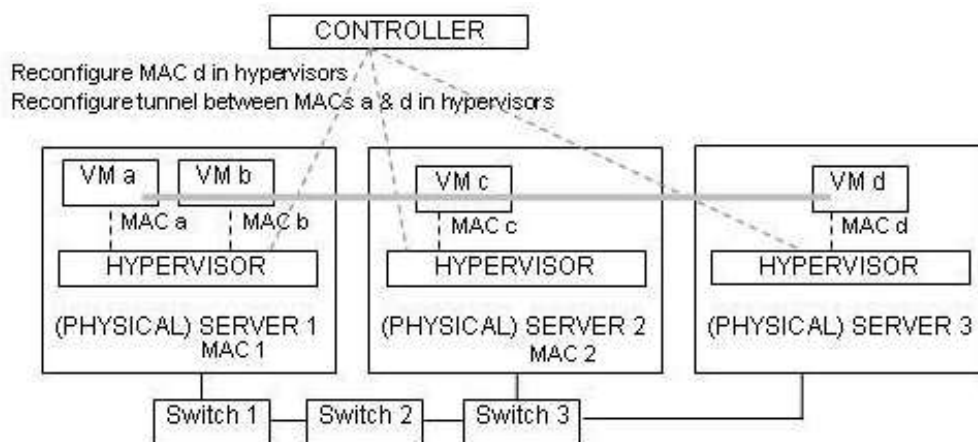 CONTROLLER
Reconfigure MAC d in hypervisors
Reconfigure tunnel between MACs a & d in hypervisors
VM a
VM b
VM c
VM d
MAC a
MAC b
MAC c
MAC d
HYPERVISOR
HYPERVISOR
HYPERVISOR
(PHYSICAL) SERVER 1
(PHYSICAL) SERVER 2
(PHYSICAL) SERVER 3
MAC 1
MAC 2
Switch 1
Switch 2
Switch 3